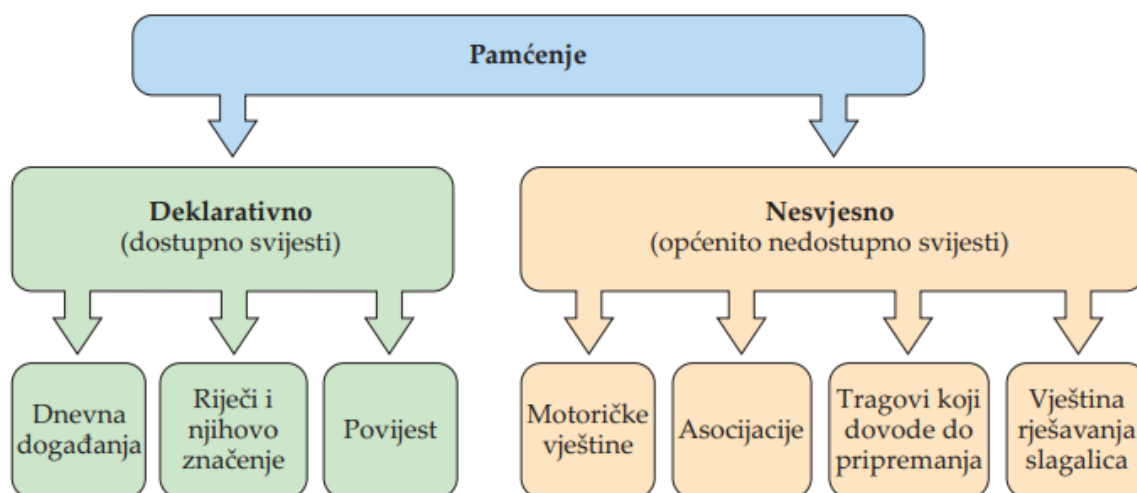 Pamćenje
Deklarativno
(dostupno svijesti)
Nesvjesno
(općenito nedostupno svijesti)
Dnevna
događanja
Riječi i
njihovo
značenje
Povijest
Motoričke
vještine
Asocijacije
Tragovi koji
dovode do
pripremanja
Vještina
rješavanja
slagalica